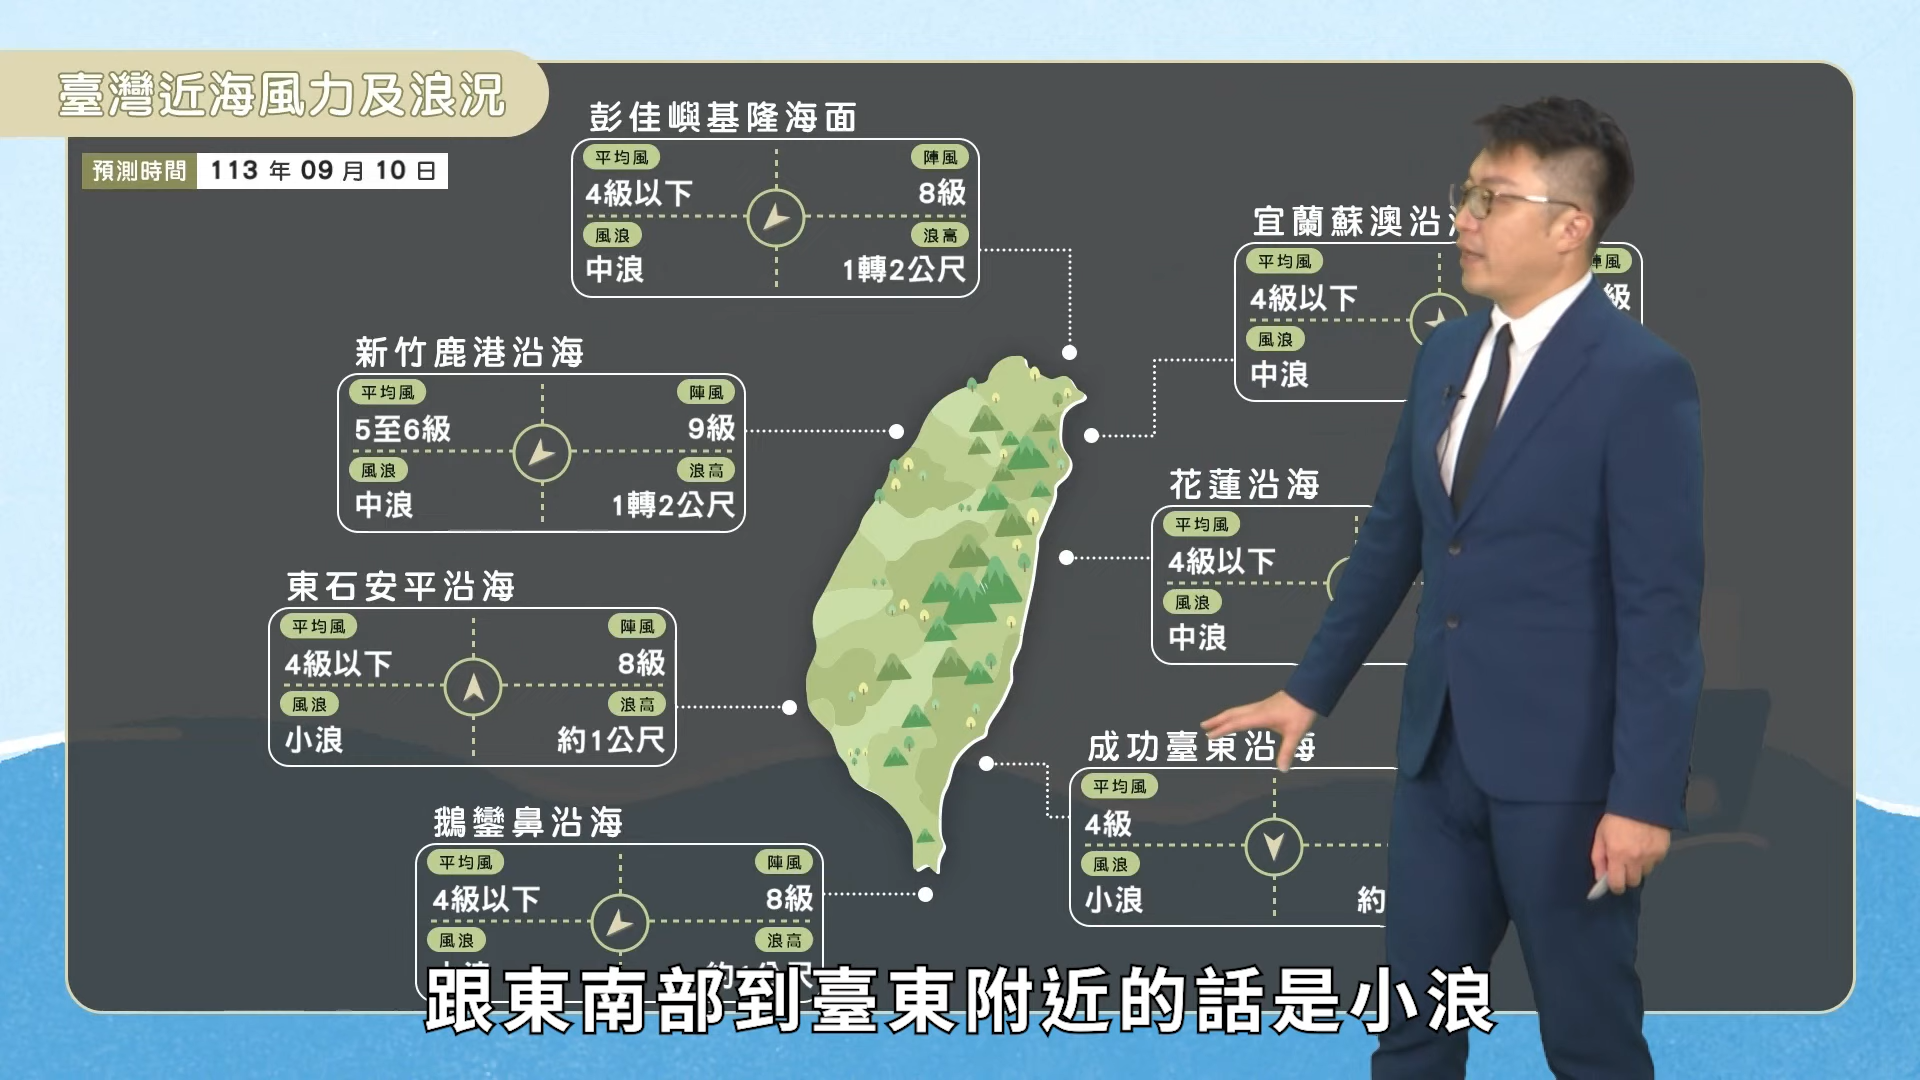 臺灣近海風力及浪況
預測時間 113 年 09 月 10 日
彭佳嶼基隆海面
平均風 陣風
4級以下 8級
風浪 浪高
中浪 1轉2公尺
宜蘭蘇澳沿
平均風 風
4級以下 級
風浪
中浪
新竹鹿港沿海
平均風 陣風
5至6級 9級
風浪 浪高
中浪 1轉2公尺
花蓮沿海
平均風
4級以下
風浪
中浪
東石安平沿海
平均風 陣風
4級以下 8級
風浪 浪高
小浪 約1公尺
成功臺東沿海
平均風
4級
風浪
小浪 約
鵝鑾鼻沿海
平均風 陣風
4級以下 8級
風浪 浪高
跟東南部到臺東附近的話是小浪